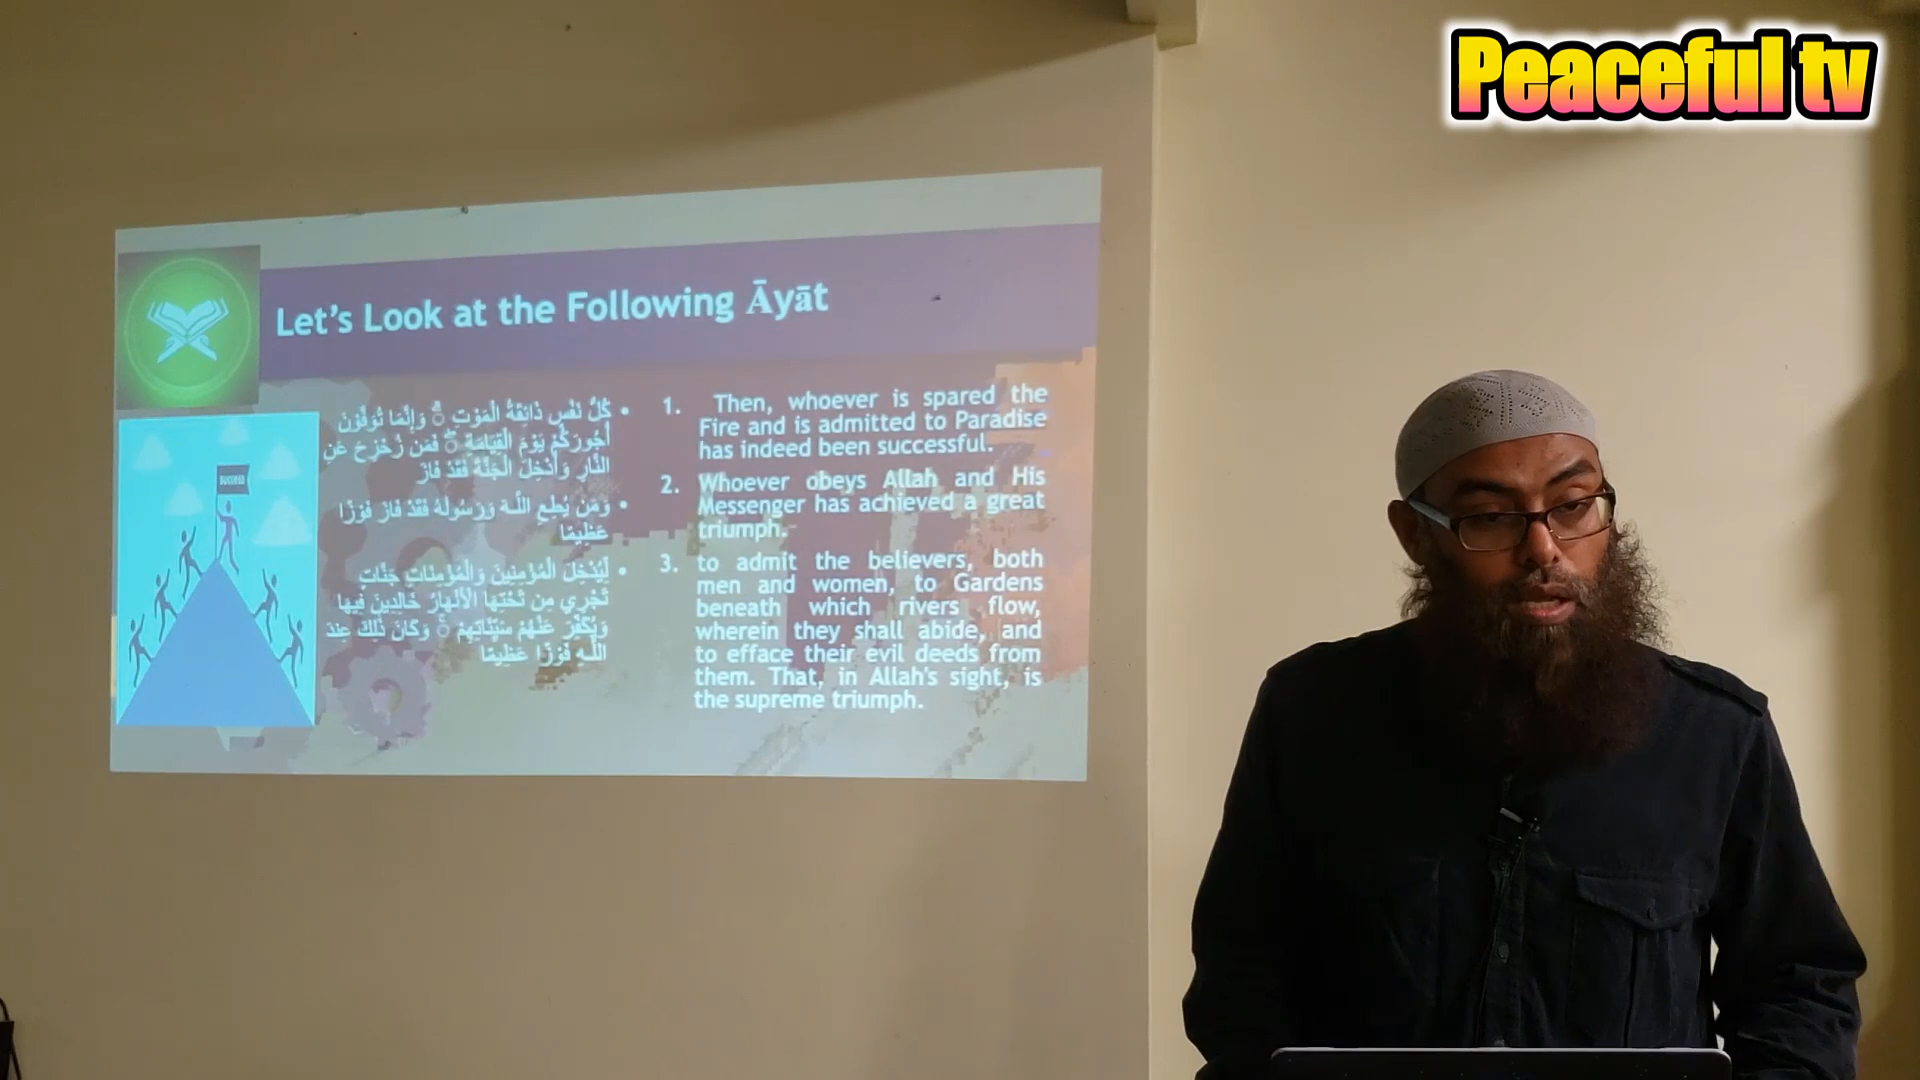 Peaceful tv
Let's Look at the Following Āyāt
SUCCESS
كُلُّ نَفْسٍ ذَائِقَةُ الْمَوْتِ ۗ وَإِنَّمَا تُوَفَّوْنَ
أُجُورَكُمْ يَوْمَ الْقِيَامَةِ ۖ فَمَن زُحْزِحَ عَنِ
النَّارِ وَأُدْخِلَ الْجَنَّةَ فَقَدْ فَازَ
وَمَن يُطِعِ اللَّهَ وَرَسُولَهُ فَقَدْ فَازَ فَوْزًا
عَظِيمًا
لِّيُدْخِلَ الْمُؤْمِنِينَ وَالْمُؤْمِنَاتِ جَنَّاتٍ
تَجْرِي مِن تَحْتِهَا الْأَنْهَارُ خَالِدِينَ فِيهَا
وَيُكَفِّرَ عَنْهُمْ سَيِّئَاتِهِمْ ۚ وَكَانَ ذَٰلِكَ عِندَ
اللَّهِ فَوْزًا عَظِيمًا
1. Then, whoever is spared the
Fire and is admitted to Paradise
has indeed been successful.
2. Whoever obeys Allah and His
Messenger has achieved a great
triumph.
3. to admit the believers, both
men and women, to Gardens
beneath which rivers flow,
wherein they shall abide, and
to efface their evil deeds from
them. That, in Allah's sight, is
the supreme triumph.